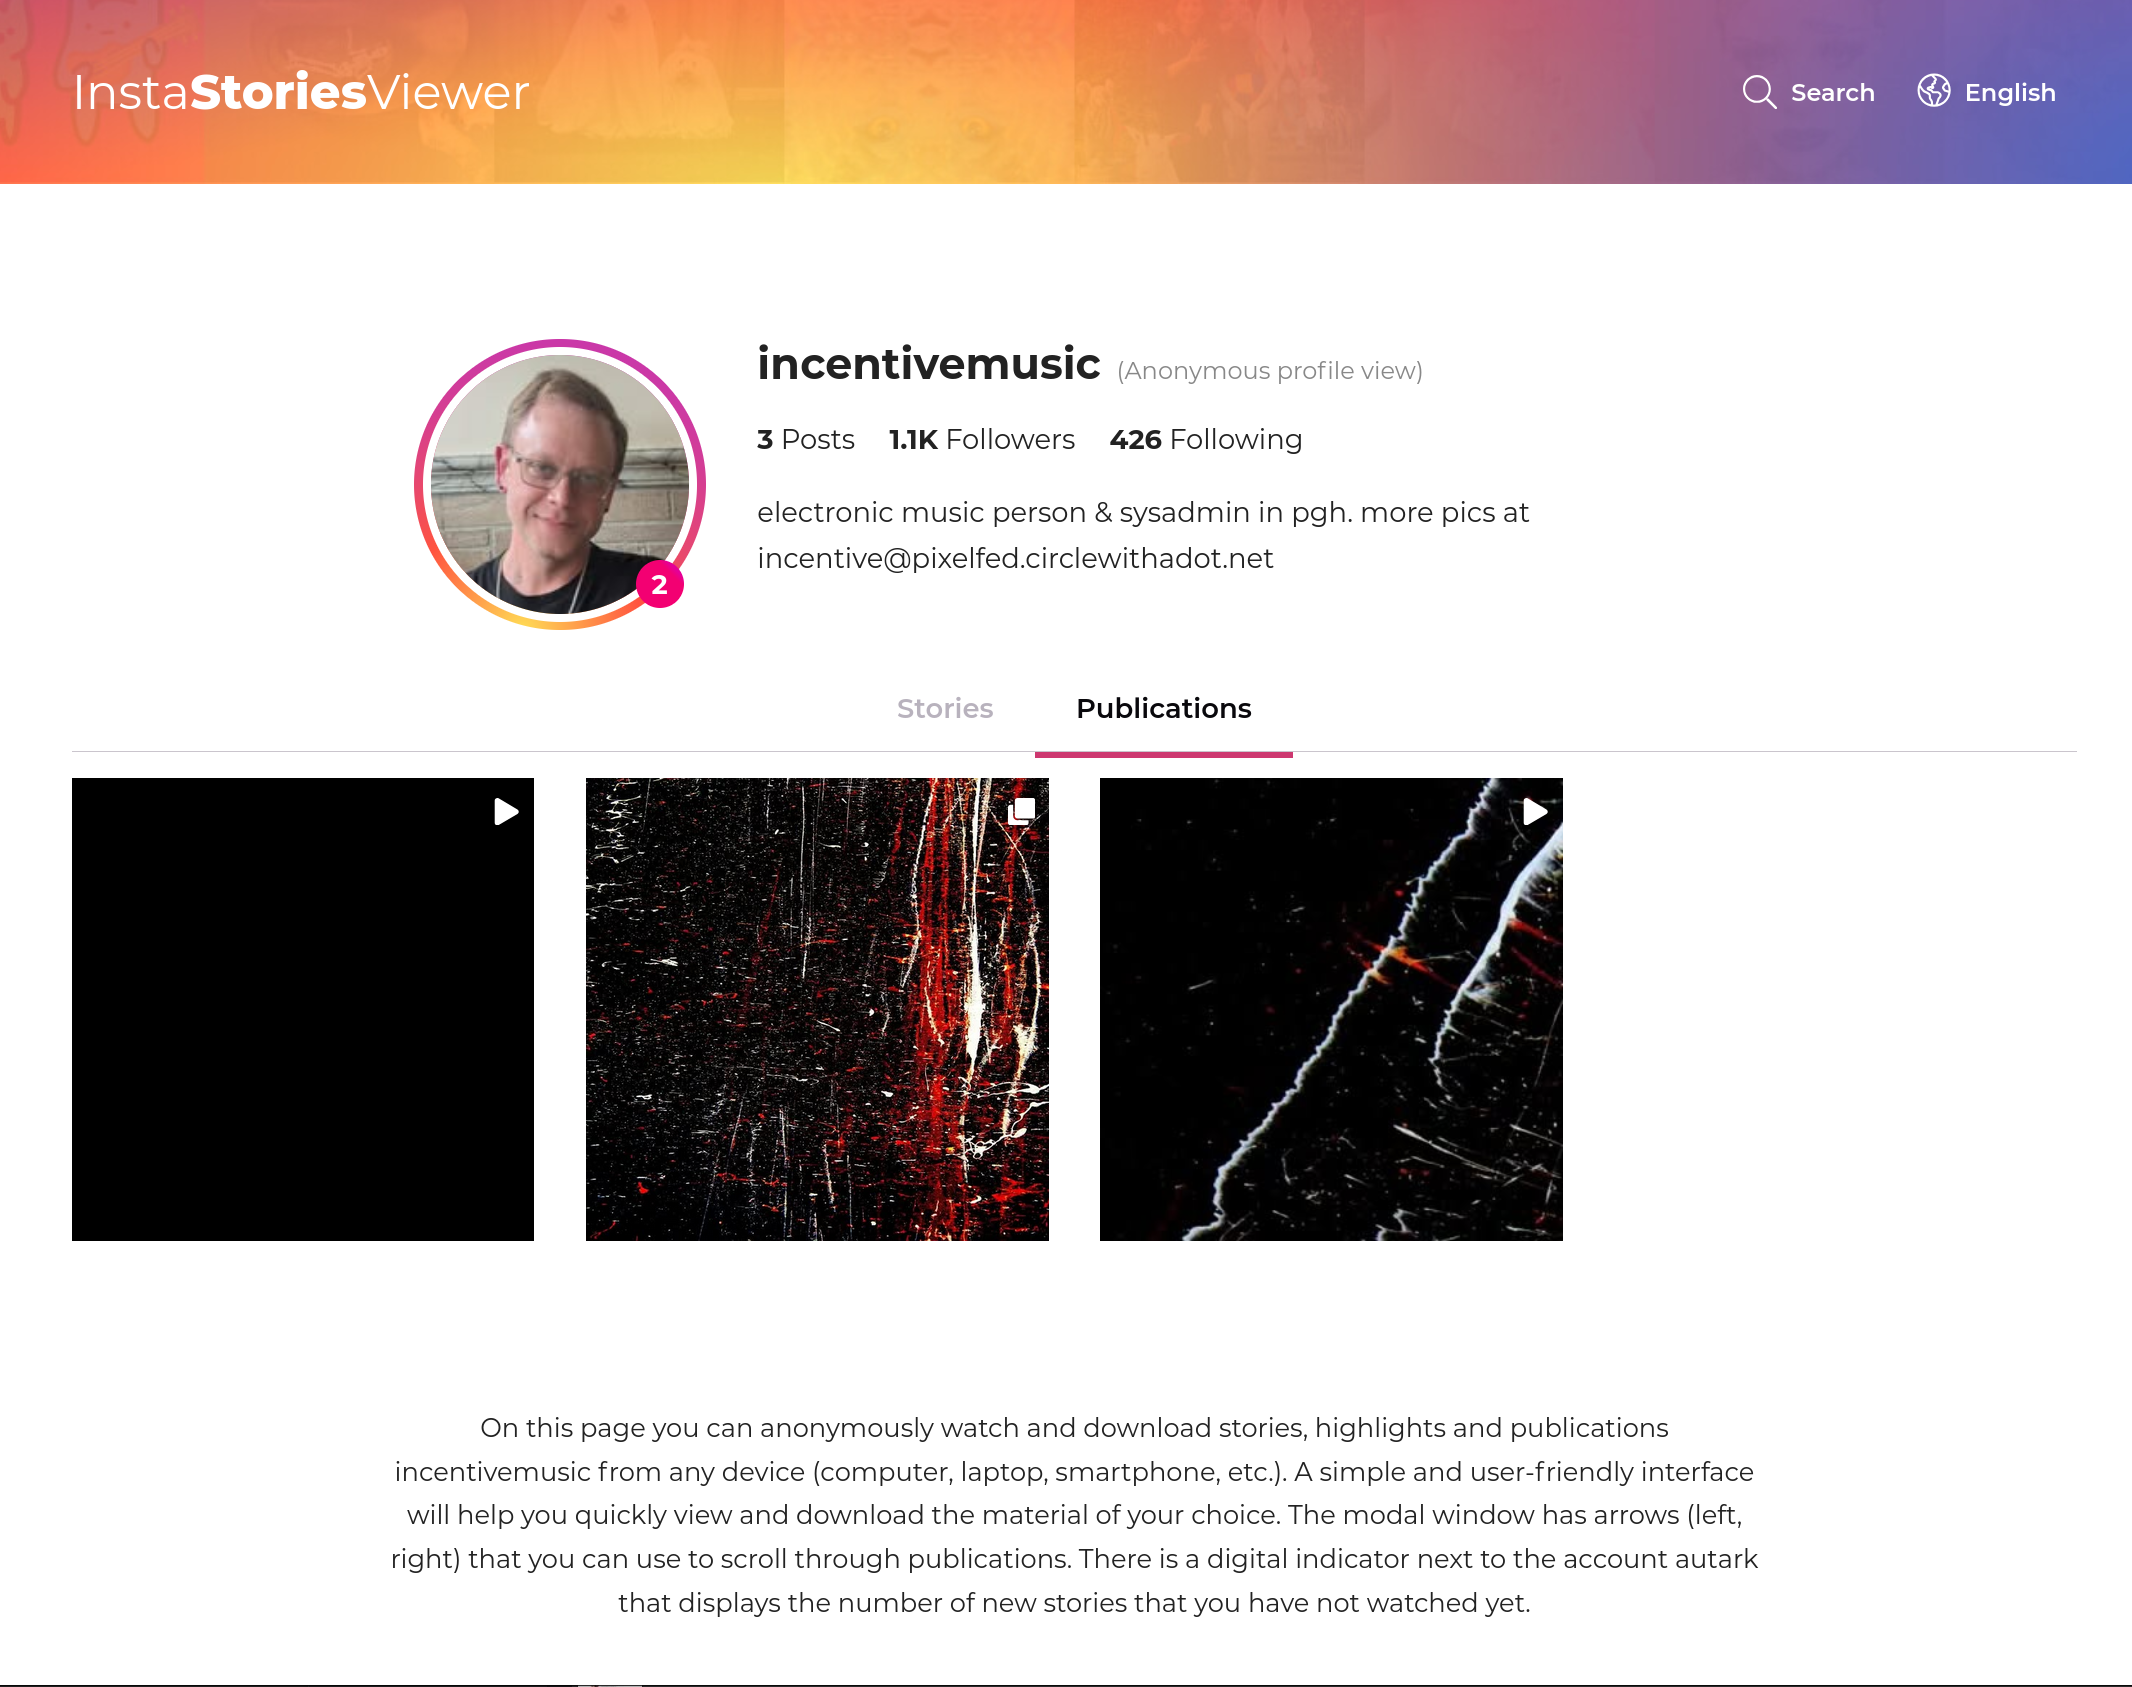 InstaStoriesViewer
Search
English
incentivemusic (Anonymous profile view)
3 Posts 1.1K Followers 426 Following
electronic music person & sysadmin in pgh. more pics at
incentive@pixelfed.circlewithadot.net
2
Stories
Publications
On this page you can anonymously watch and download stories, highlights and publications
incentivemusic from any device (computer, laptop, smartphone, etc.). A simple and user-friendly interface
will help you quickly view and download the material of your choice. The modal window has arrows (left,
right) that you can use to scroll through publications. There is a digital indicator next to the account autark
that displays the number of new stories that you have not watched yet.